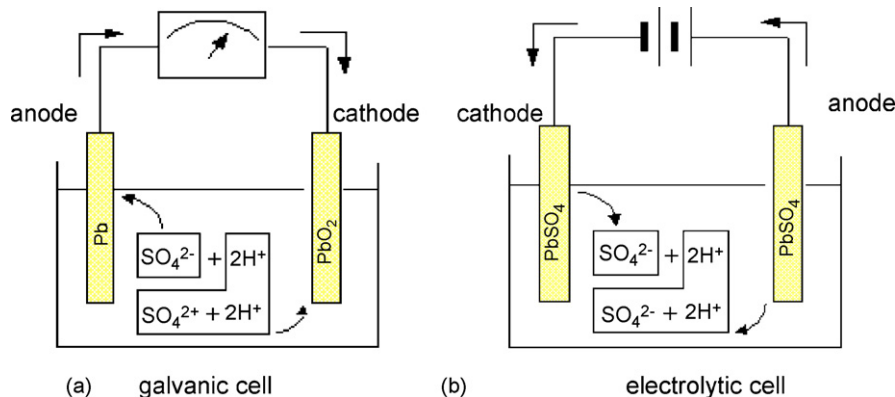 anode
cathode
Pb
PbO₂
SO₄²⁻ + 2H⁺
SO₄²⁺ + 2H⁺
(a) galvanic cell
cathode
anode
PbSO₄
PbSO₄
SO₄²⁻ + 2H⁺
SO₄²⁻ + 2H⁺
(b) electrolytic cell